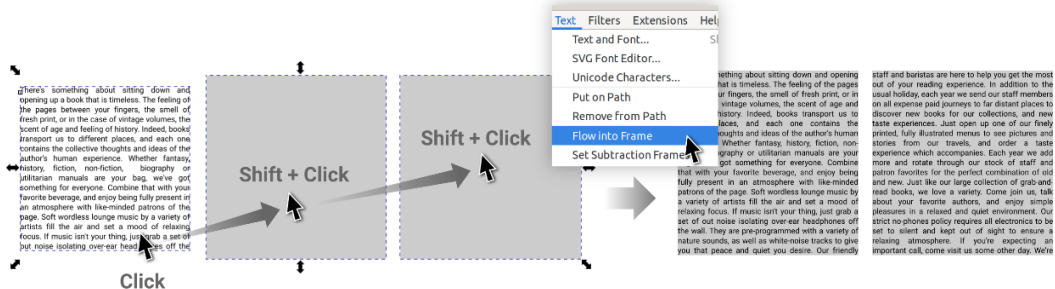 There's something about sitting down and
opening up a book that is timeless. The feeling of
the pages between your fingers, the smell of
fresh print, or in the case of vintage volumes, the
scent of age and feeling of history. Indeed, books
transport us to different places, and each one
contains the collective thoughts and ideas of the
author's human experience. Whether fantasy,
history, fiction, non-fiction, biography or
utilitarian manuals are your bag, we've got
something for everyone. Combine that with your
favorite beverage, and enjoy being fully present in
an atmosphere with like-minded patrons of the
page. Soft wordless lounge music by a variety of
artists fill the air and set a mood of relaxing
focus. If music isn't your thing, just grab a set of
out noise isolating over-ear head es off the
Click
Shift + Click
Shift + Click
Text Filters Extensions Hel
Text and Font...
SVG Font Editor...
Unicode Characters...
Put on Path
Remove from Path
Flow into Frame
Set Subtraction Frames
mething about sitting down and opening
hat is timeless. The feeling of the pages
ur fingers, the smell of fresh print, or in
vintage volumes, the scent of age and
history. Indeed, books transport us to
laces, and each one contains the
oughts and ideas of the author's human
Whether fantasy, history, fiction, non-
ography or utilitarian manuals are your
got something for everyone. Combine
that with your favorite beverage, and enjoy being
fully present in an atmosphere with like-minded
patrons of the page. Soft wordless lounge music by
a variety of artists fill the air and set a mood of
relaxing focus. If music isn't your thing, just grab a
set of out noise isolating over-ear headphones off
the wall. They are pre-programmed with a variety of
nature sounds, as well as white-noise tracks to give
you that peace and quiet you desire. Our friendly
staff and baristas are here to help you get the most
out of your reading experience. In addition to the
usual holiday, each year we send our staff members
on all expense paid journeys to far distant places to
discover new books for our collections, and new
taste experiences. Just open up one of our finely
printed, fully illustrated menus to see pictures and
stories from our travels, and order a taste
experience which accompanies. Each year we add
more and rotate through our stock of staff and
patron favorites for the perfect combination of old
and new. Just like our large collection of grab-and-
read books, we love a variety. Come join us, talk
about your favorite authors, and enjoy simple
pleasures in a relaxed and quiet environment. Our
strict no-phones policy requires all electronics to be
set to silent and kept out of sight to ensure a
relaxing atmosphere. If you're expecting an
important call, come visit us some other day. We're